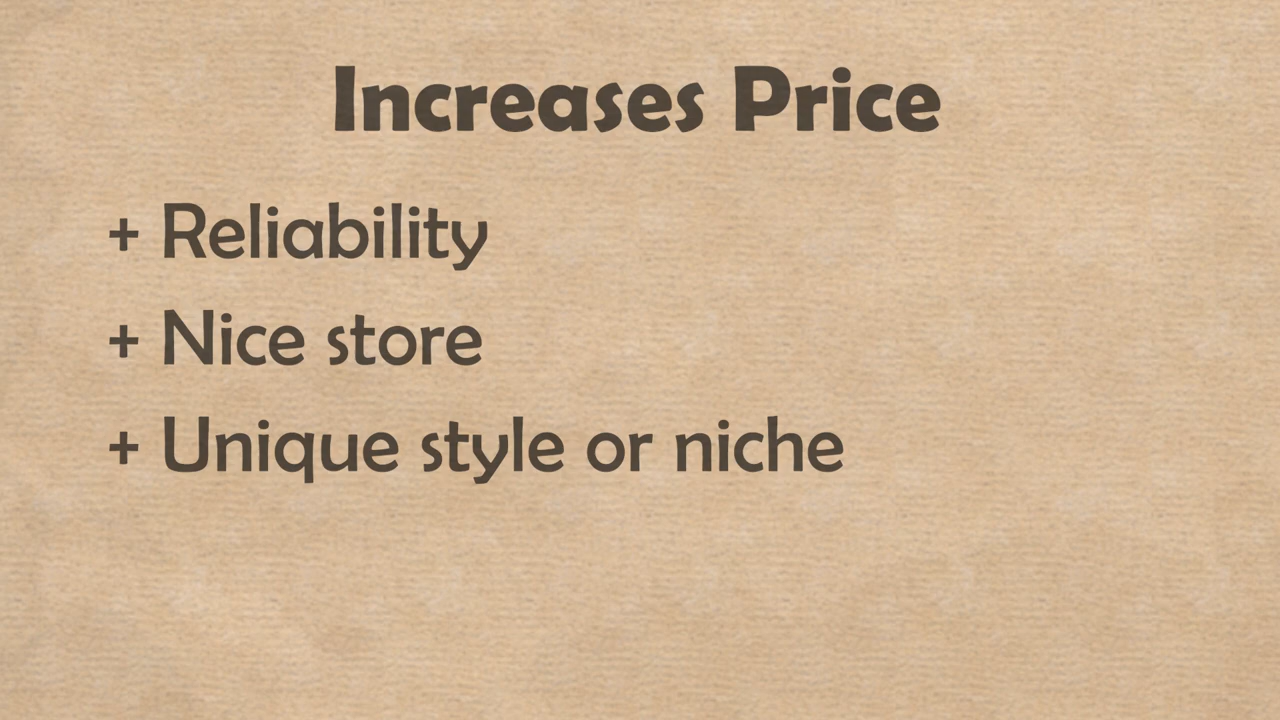 Increases Price
+ Reliability
+ Nice store
+ Unique style or niche